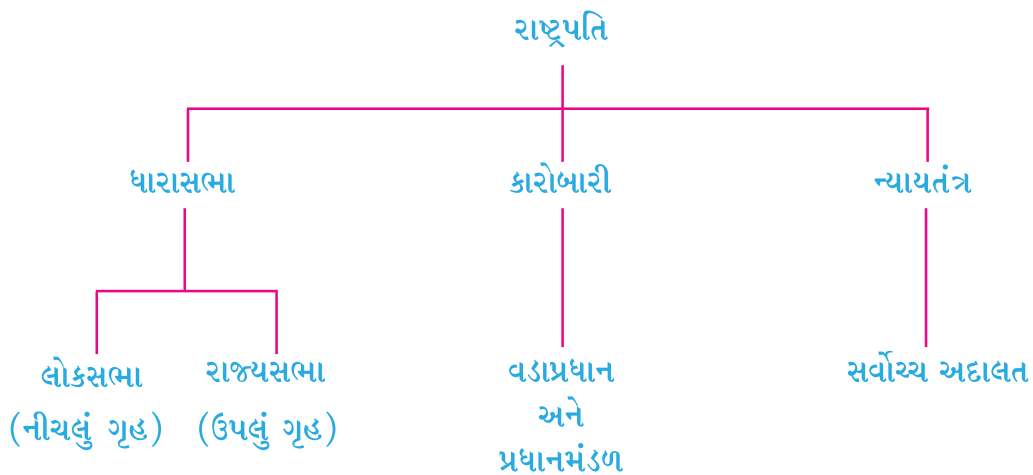 રાષ્ટ્રપતિ
ધારાસભા
કારોબારી
ન્યાયતંત્ર
લોકસભા
(નીચલું ગૃહ)
રાજ્યસભા
(ઉપલું ગૃહ)
વડાપ્રધાન
અને
પ્રધાનમંડળ
સર્વોચ્ચ અદાલત